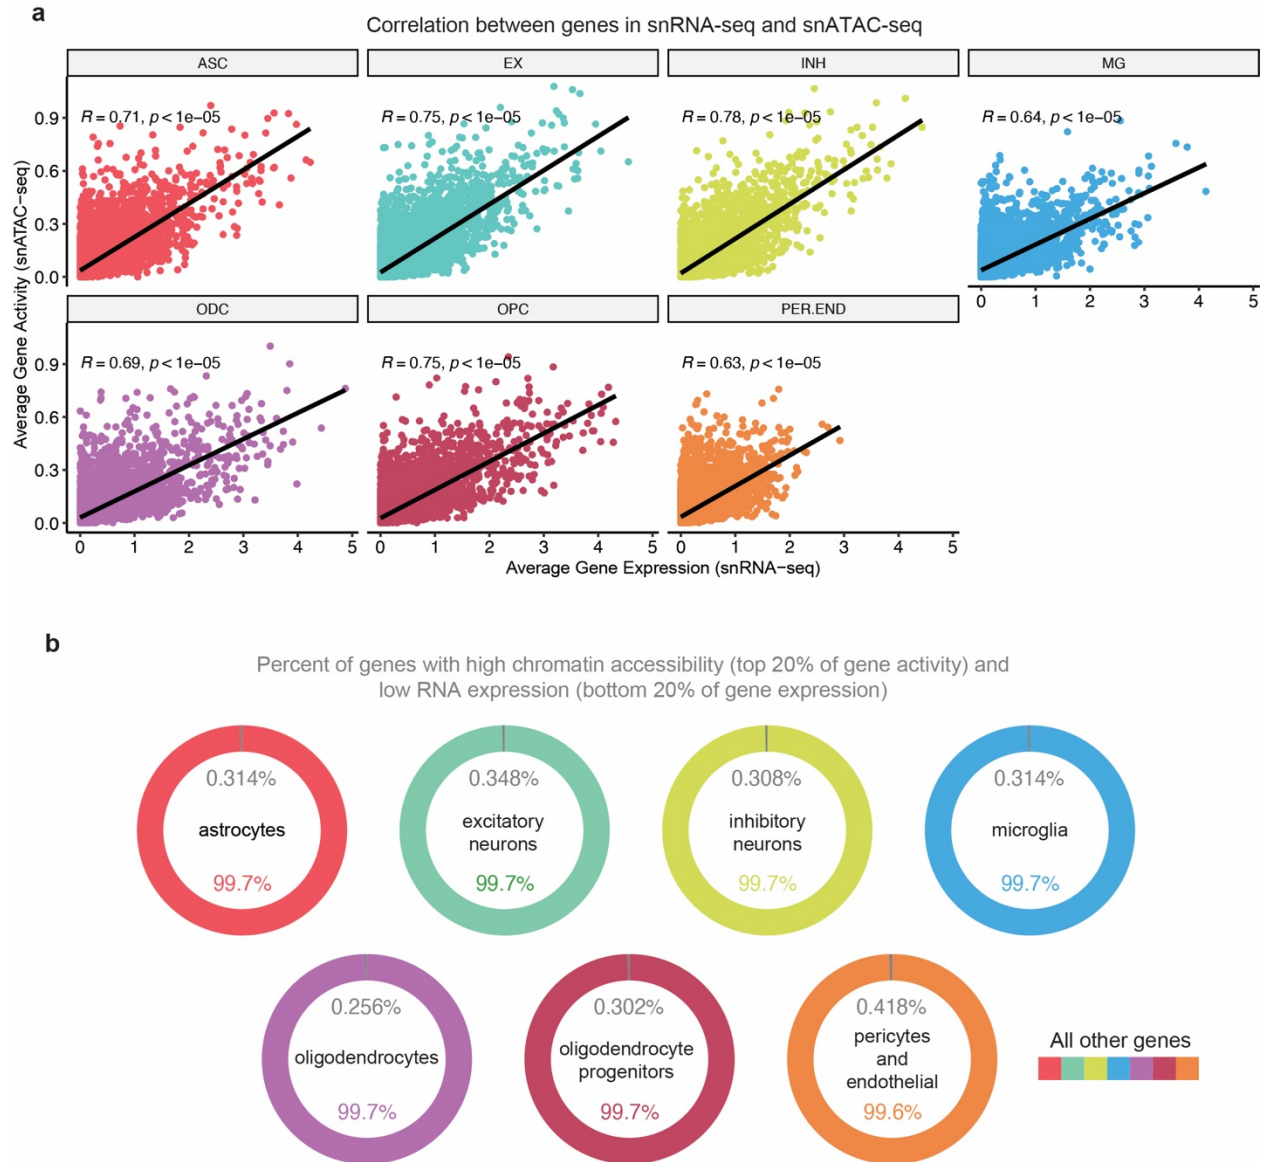 a
Correlation between genes in snRNA-seq and snATAC-seq
ASC
EX
INH
MG
R = 0.71, p < 1e−05
R = 0.75, p < 1e−05
R = 0.78, p < 1e−05
R = 0.64, p < 1e−05
0.9
0.6
0.3
0.0
0 1 2 3 4 5
ODC
OPC
PER.END
R = 0.69, p < 1e−05
R = 0.75, p < 1e−05
R = 0.63, p < 1e−05
0.9
0.6
0.3
0.0
0 1 2 3 4 5
0 1 2 3 4 5
0 1 2 3 4 5
Average Gene Activity (snATAC−seq)
Average Gene Expression (snRNA−seq)
b
Percent of genes with high chromatin accessibility (top 20% of gene activity) and
low RNA expression (bottom 20% of gene expression)
0.314%
astrocytes
99.7%
0.348%
excitatory
neurons
99.7%
0.308%
inhibitory
neurons
99.7%
0.314%
microglia
99.7%
0.256%
oligodendrocytes
99.7%
0.302%
oligodendrocyte
progenitors
99.7%
0.418%
pericytes
and
endothelial
99.6%
All other genes